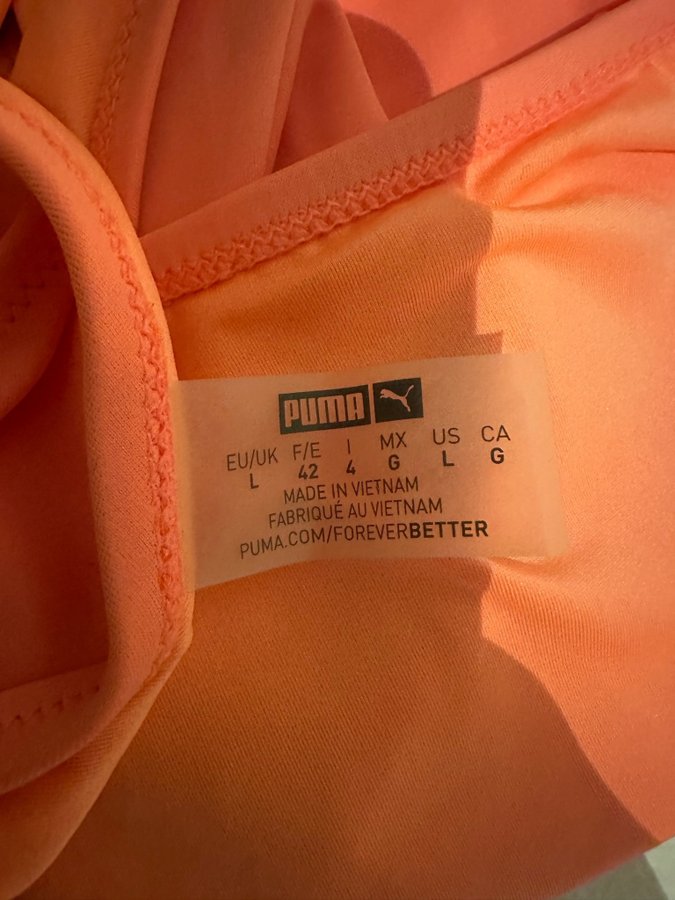 PUMA
EU/UK F/E I MX US CA
L 42 4 G L G
MADE IN VIETNAM
FABRIQUÉ AU VIETNAM
PUMA.COM/FOREVERBETTER